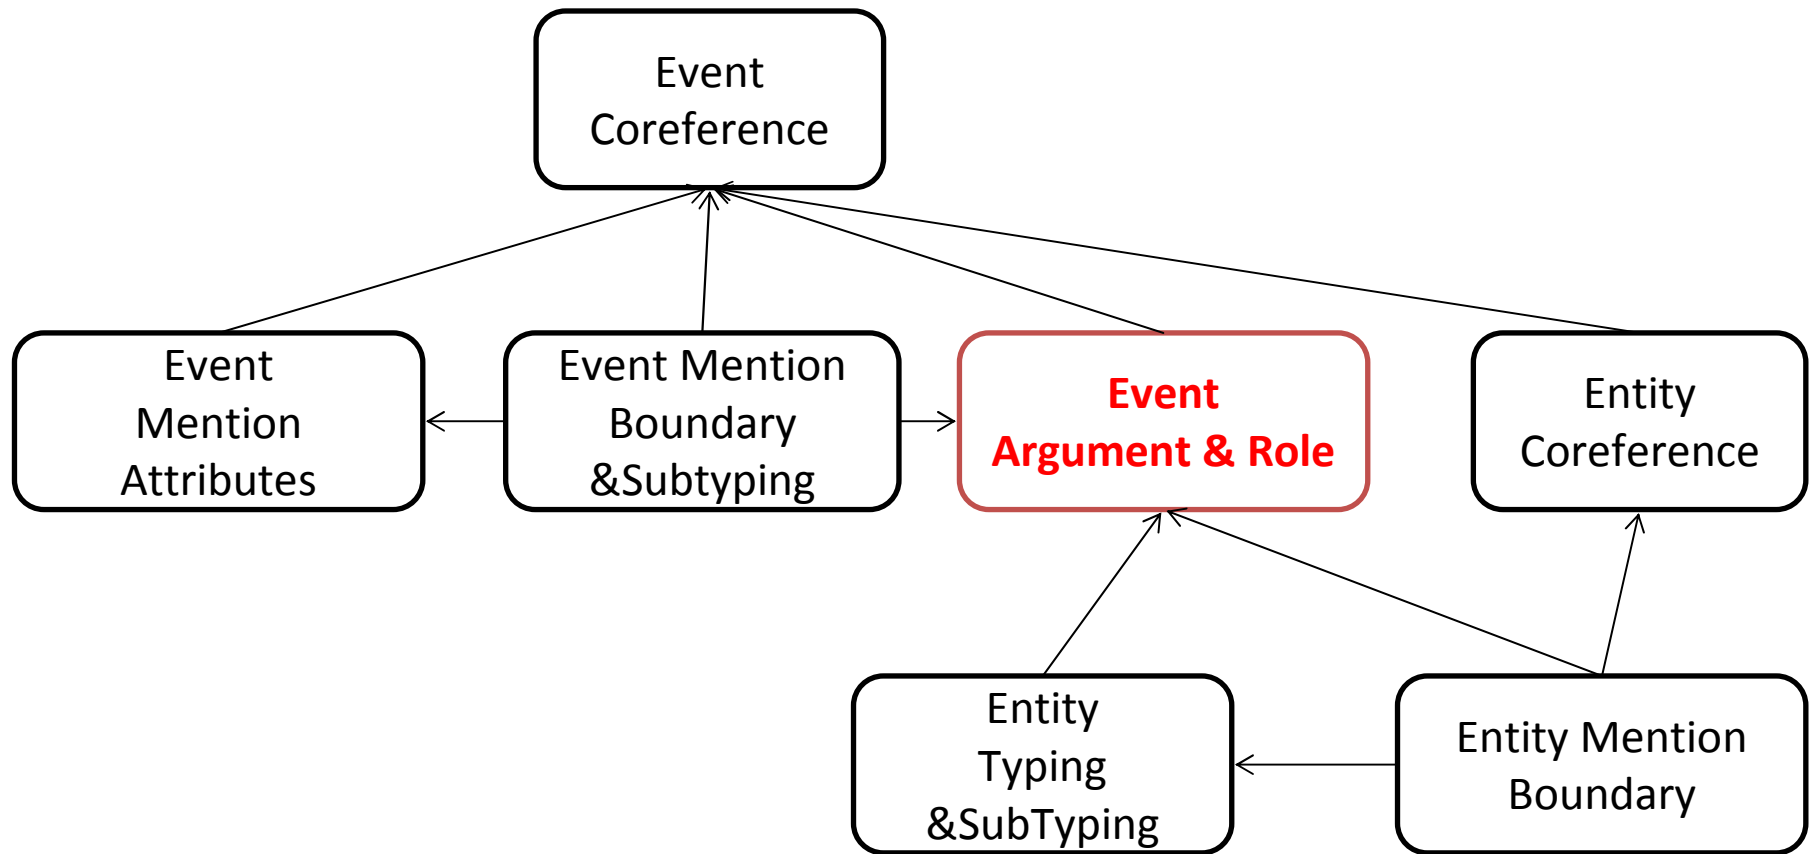 Event
Coreference
Event
Mention
Attributes
Event Mention
Boundary
&Subtyping
Event
Argument & Role
Entity
Coreference
Entity
Typing
&SubTyping
Entity Mention
Boundary